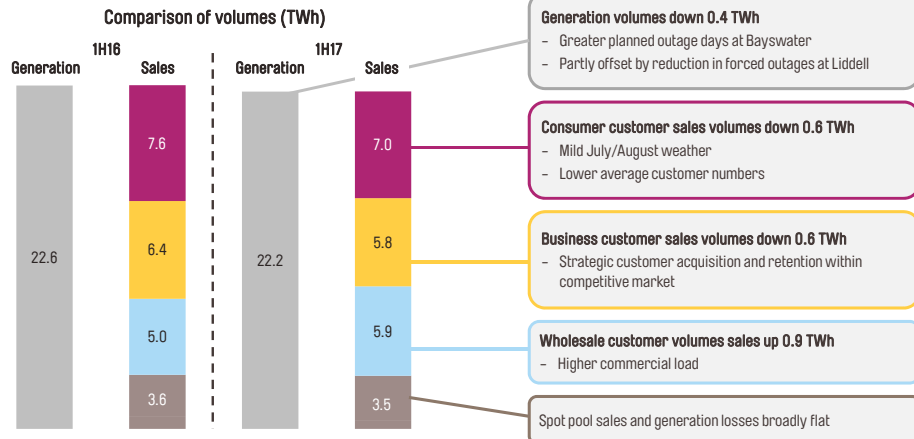 Comparison of volumes (TWh)
1H16
1H17
Generation
Sales
Generation
Sales
22.6
7.6
6.4
5.0
3.6
22.2
7.0
5.8
5.9
3.5
Generation volumes down 0.4 TWh
- Greater planned outage days at Bayswater
- Partly offset by reduction in forced outages at Liddell
Consumer customer sales volumes down 0.6 TWh
- Mild July/August weather
- Lower average customer numbers
Business customer sales volumes down 0.6 TWh
- Strategic customer acquisition and retention within
competitive market
Wholesale customer volumes sales up 0.9 TWh
- Higher commercial load
Spot pool sales and generation losses broadly flat